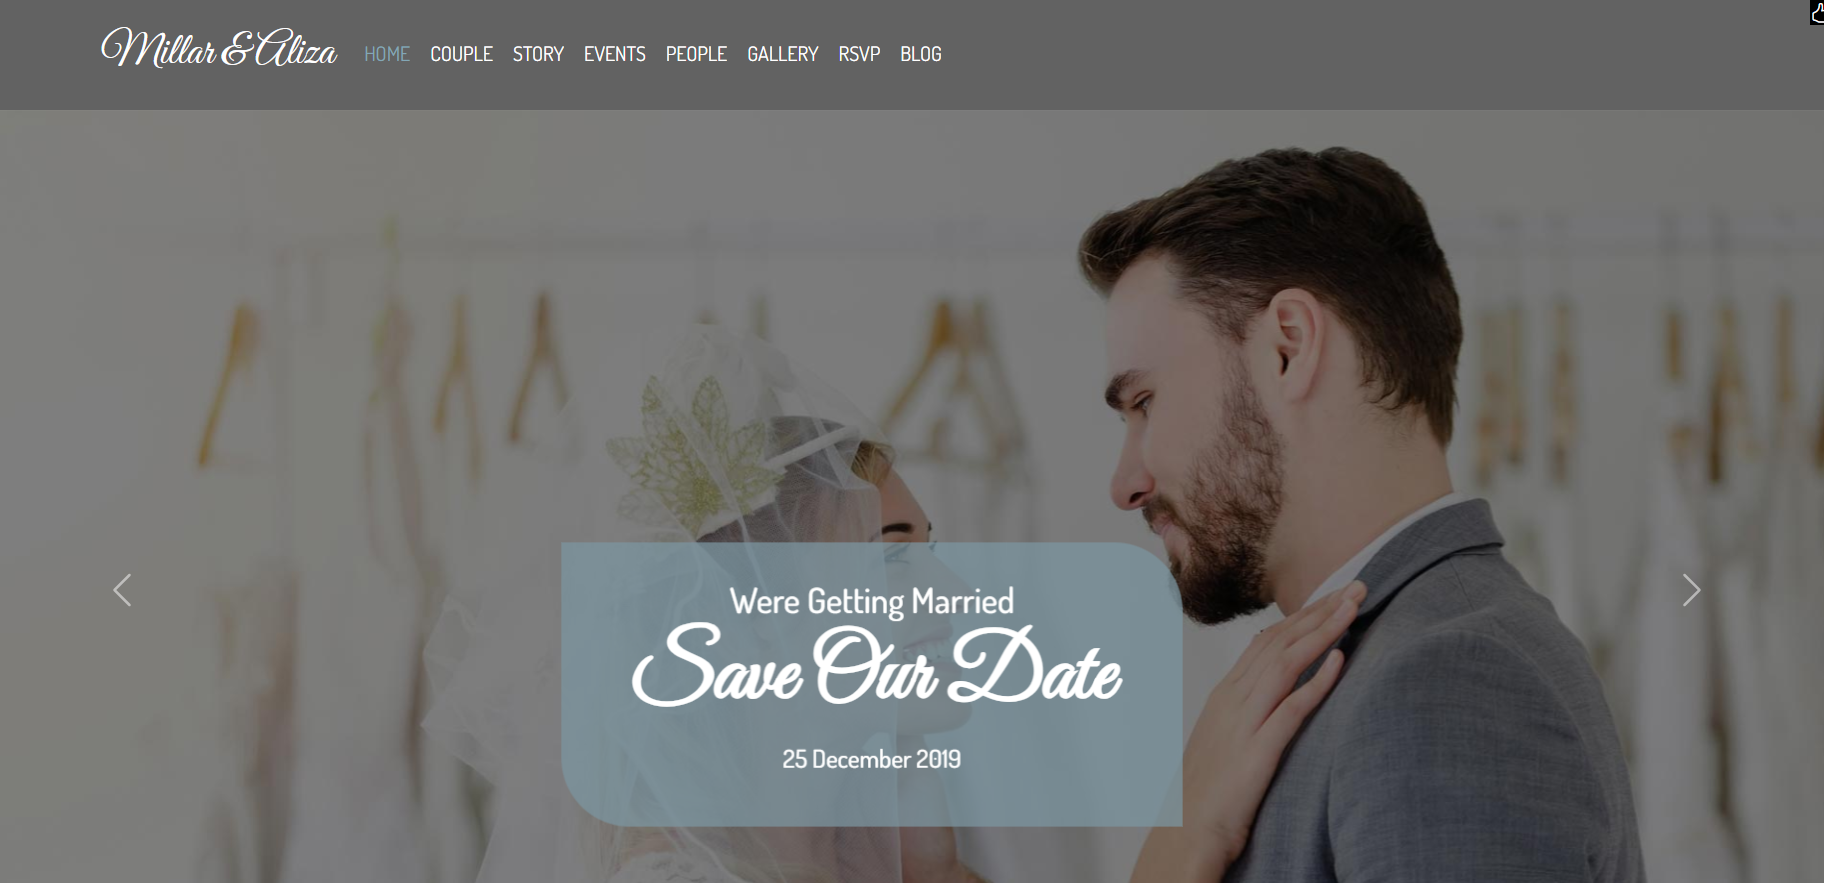 Millar & Aliza HOME COUPLE STORY EVENTS PEOPLE GALLERY RSVP BLOG
Were Getting Married
Save Our Date
25 December 2019